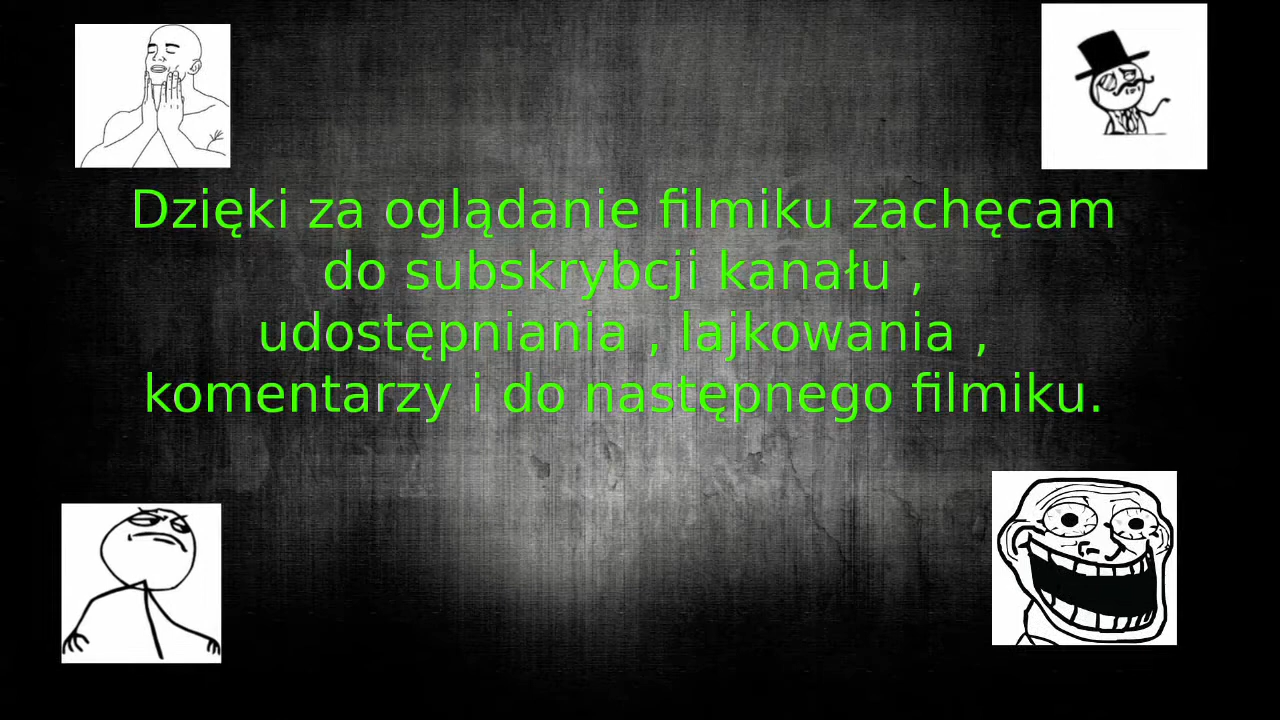 Dzięki za oglądanie filmiku zachęcam
do subskrybcji kanału ,
udostępniania , lajkowania ,
komentarzy i do następnego filmiku.